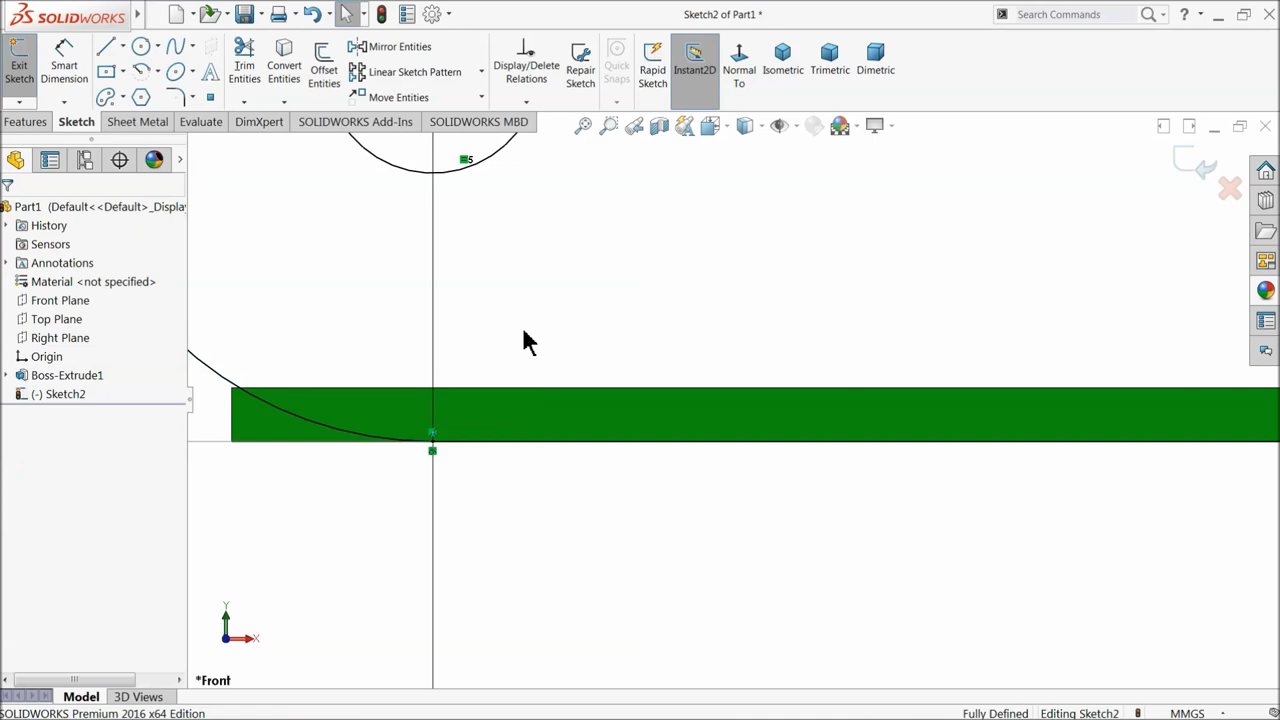 SOLIDWORKS
Sketch2 of Part1 *
Search Commands
?
Exit Sketch
Smart Dimension
Trim Entities
Convert Entities
Offset Entities
Mirror Entities
Linear Sketch Pattern
Move Entities
Display/Delete Relations
Repair Sketch
Quick Snaps
Rapid Sketch
Instant2D
Normal To
Isometric
Trimetric
Dimetric
Features
Sketch
Sheet Metal
Evaluate
DimXpert
SOLIDWORKS Add-Ins
SOLIDWORKS MBD
Part1 (Default<<Default>_Displa
History
Sensors
Annotations
Material <not specified>
Front Plane
Top Plane
Right Plane
Origin
Boss-Extrude1
(-) Sketch2
5
Y
X
*Front
Model
3D Views
SOLIDWORKS Premium 2016 x64 Edition
Fully Defined
Editing Sketch2
MMGS